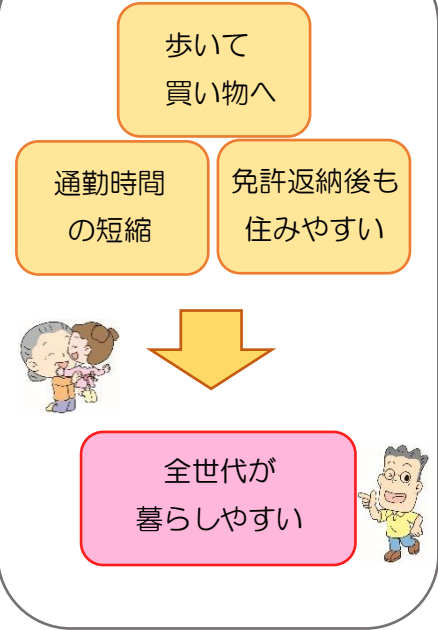 歩いて
買い物へ
通勤時間
の短縮
免許返納後も
住みやすい
全世代が
暮らしやすい